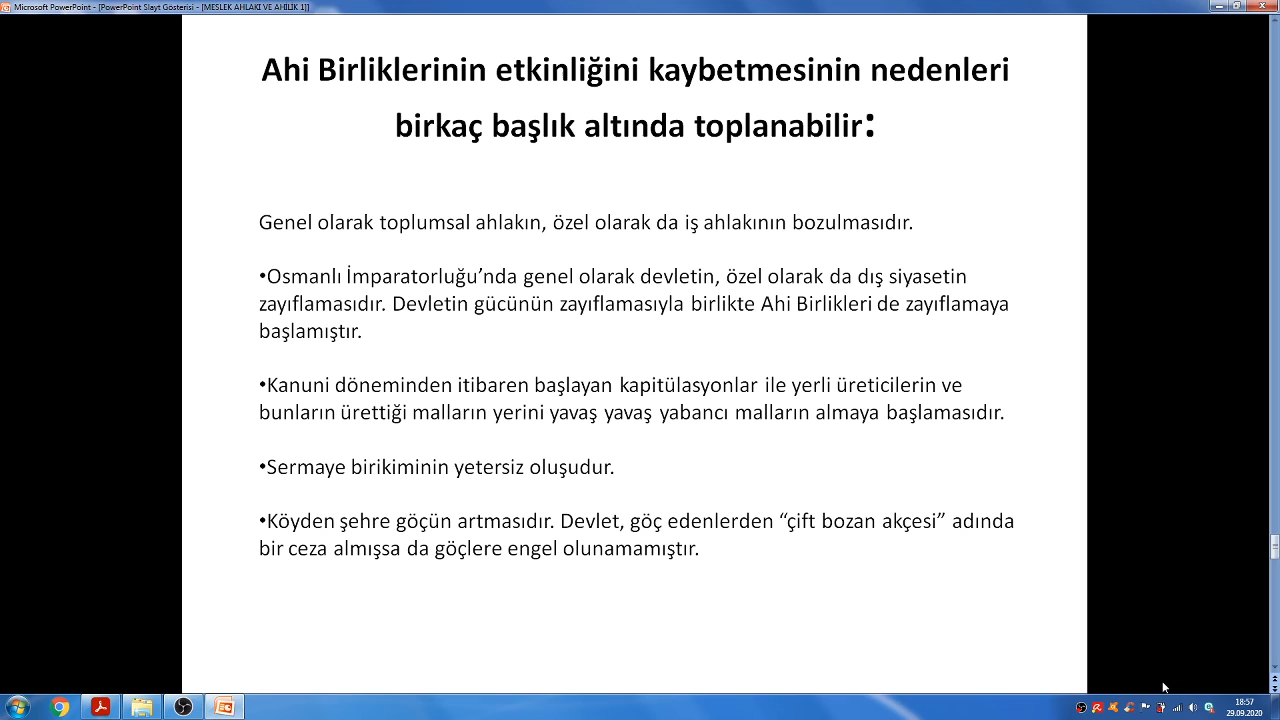 Microsoft PowerPoint - [PowerPoint Slayt Gösterisi - [MESLEK AHLAKI VE AHILIK 1]]
Ahi Birliklerinin etkinliğini kaybetmesinin nedenleri
birkaç başlık altında toplanabilir:
Genel olarak toplumsal ahlakın, özel olarak da iş ahlakının bozulmasıdır.
•Osmanlı İmparatorluğu’nda genel olarak devletin, özel olarak da dış siyasetin
zayıflamasıdır. Devletin gücünün zayıflamasıyla birlikte Ahi Birlikleri de zayıflamaya
başlamıştır.
•Kanuni döneminden itibaren başlayan kapitülasyonlar ile yerli üreticilerin ve
bunların ürettiği malların yerini yavaş yavaş yabancı malların almaya başlamasıdır.
•Sermaye birikiminin yetersiz oluşudur.
•Köyden şehre göçün artmasıdır. Devlet, göç edenlerden “çift bozan akçesi” adında
bir ceza almışsa da göçlere engel olunamamıştır.
18:57
29.09.2020